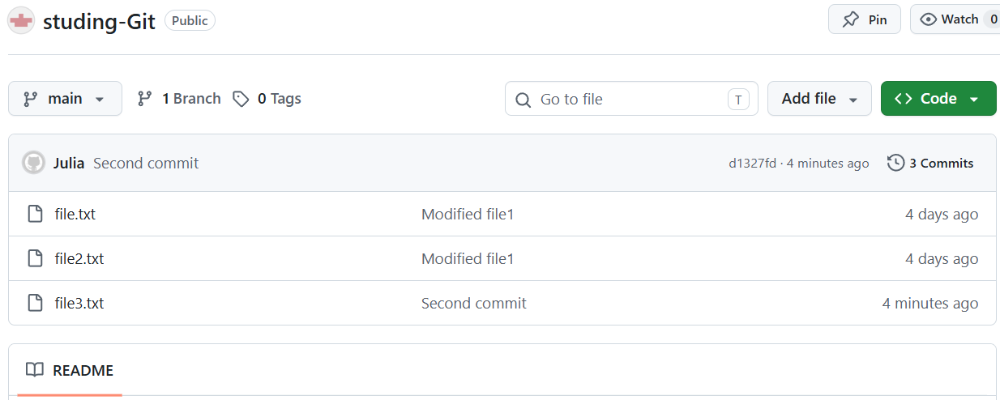 studing-Git Public Pin Watch 0
main 1 Branch 0 Tags Go to file T Add file Code
Julia Second commit d1327fd · 4 minutes ago 3 Commits
file.txt Modified file1 4 days ago
file2.txt Modified file1 4 days ago
file3.txt Second commit 4 minutes ago
README